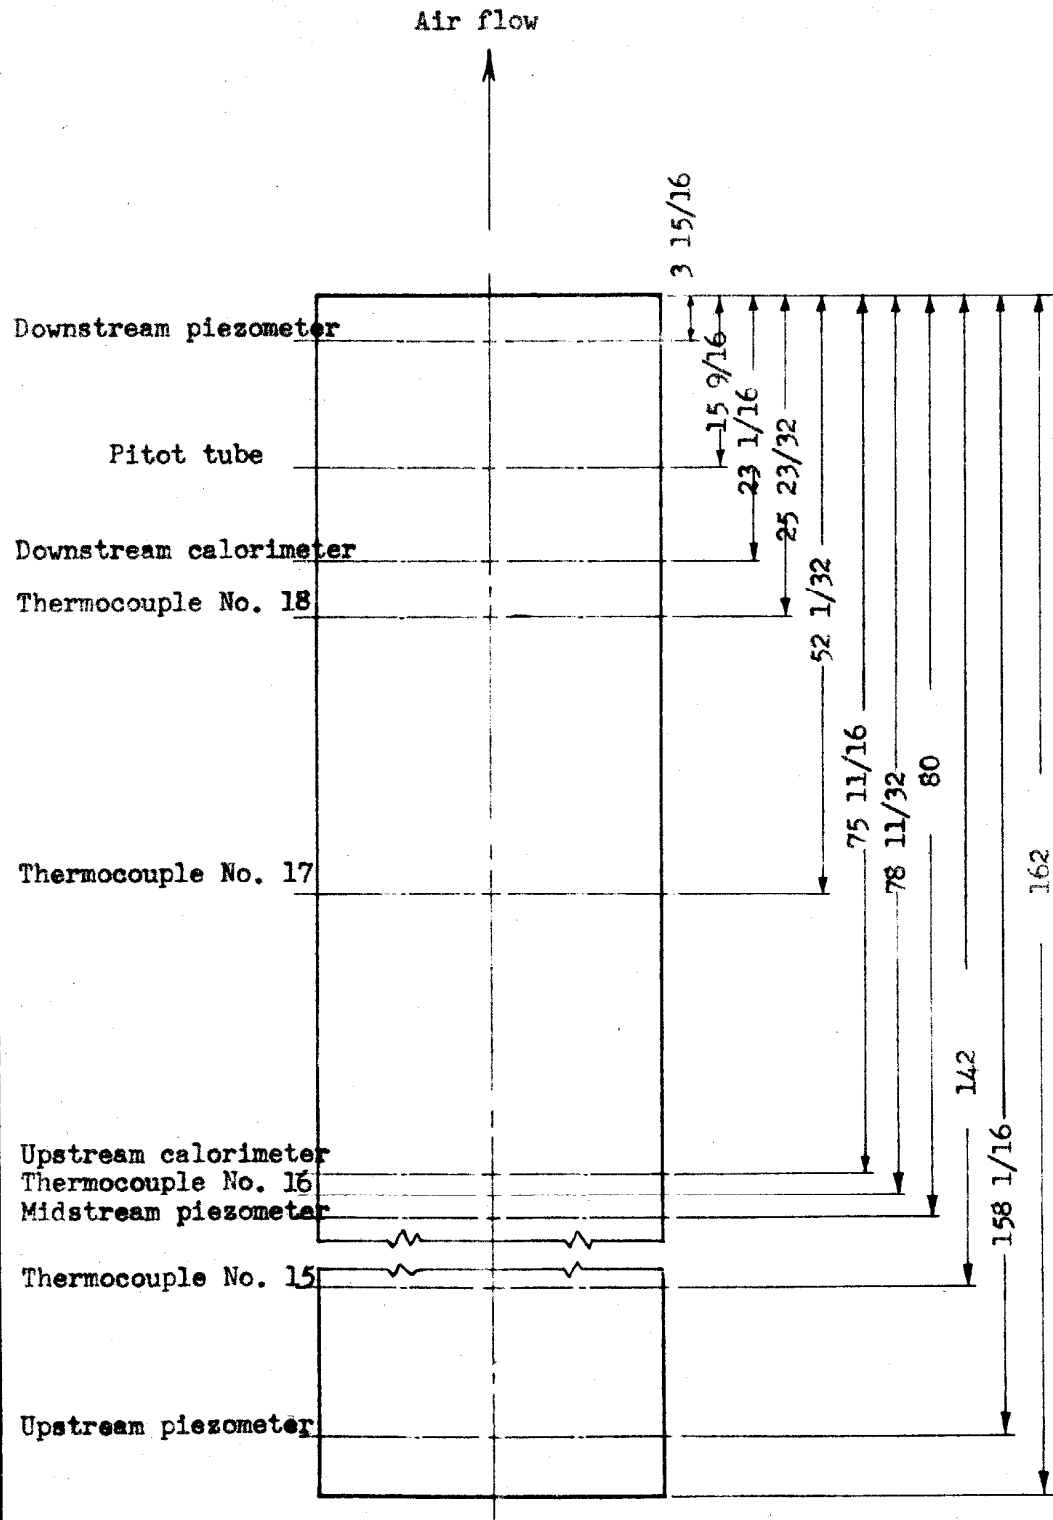 Air flow
3 15/16
Downstream piezometer
15 9/16
Pitot tube
23 1/16
25 23/32
Downstream calorimeter
Thermocouple No. 18
52 1/32
75 11/16
78 11/32
80
162
Thermocouple No. 17
142
Upstream calorimeter
Thermocouple No. 16
Midstream piezometer
158 1/16
Thermocouple No. 15
Upstream piezometer